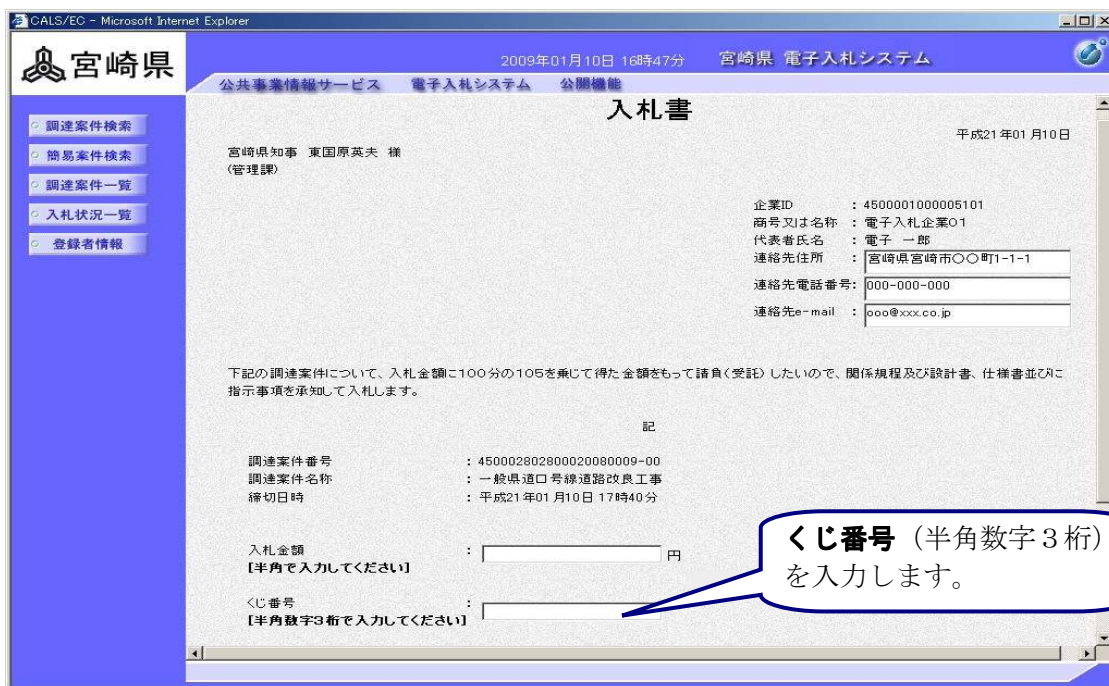 CALS/EC - Microsoft Internet Explorer
宮崎県
2009年01月10日 16時47分
宮崎県 電子入札システム
公共事業情報サービス 電子入札システム 公開機能
調達案件検索
簡易案件検索
調達案件一覧
入札状況一覧
登録者情報
入札書
平成21年01月10日
宮崎県知事 東国原英夫 様
(管理課)
企業ID : 4500001000005101
商号又は名称 : 電子入札企業01
代表者氏名 : 電子 一郎
連絡先住所 : 宮崎県宮崎市○○町1-1-1
連絡先電話番号: 000-000-000
連絡先e-mail : ooo@xxx.co.jp
下記の調達案件について、入札金額に100分の105を乗じて得た金額をもって請負(受託)したいので、関係規程及び設計書、仕様書並びに
指示事項を承知して入札します。
記
調達案件番号 : 450002802800020080009-00
調達案件名称 : 一般県道口号線道路改良工事
締切日時 : 平成21年01月10日 17時40分
入札金額 : 円
[半角で入力してください]
くじ番号 :
[半角数字3桁で入力してください]
くじ番号（半角数字３桁）
を入力します。